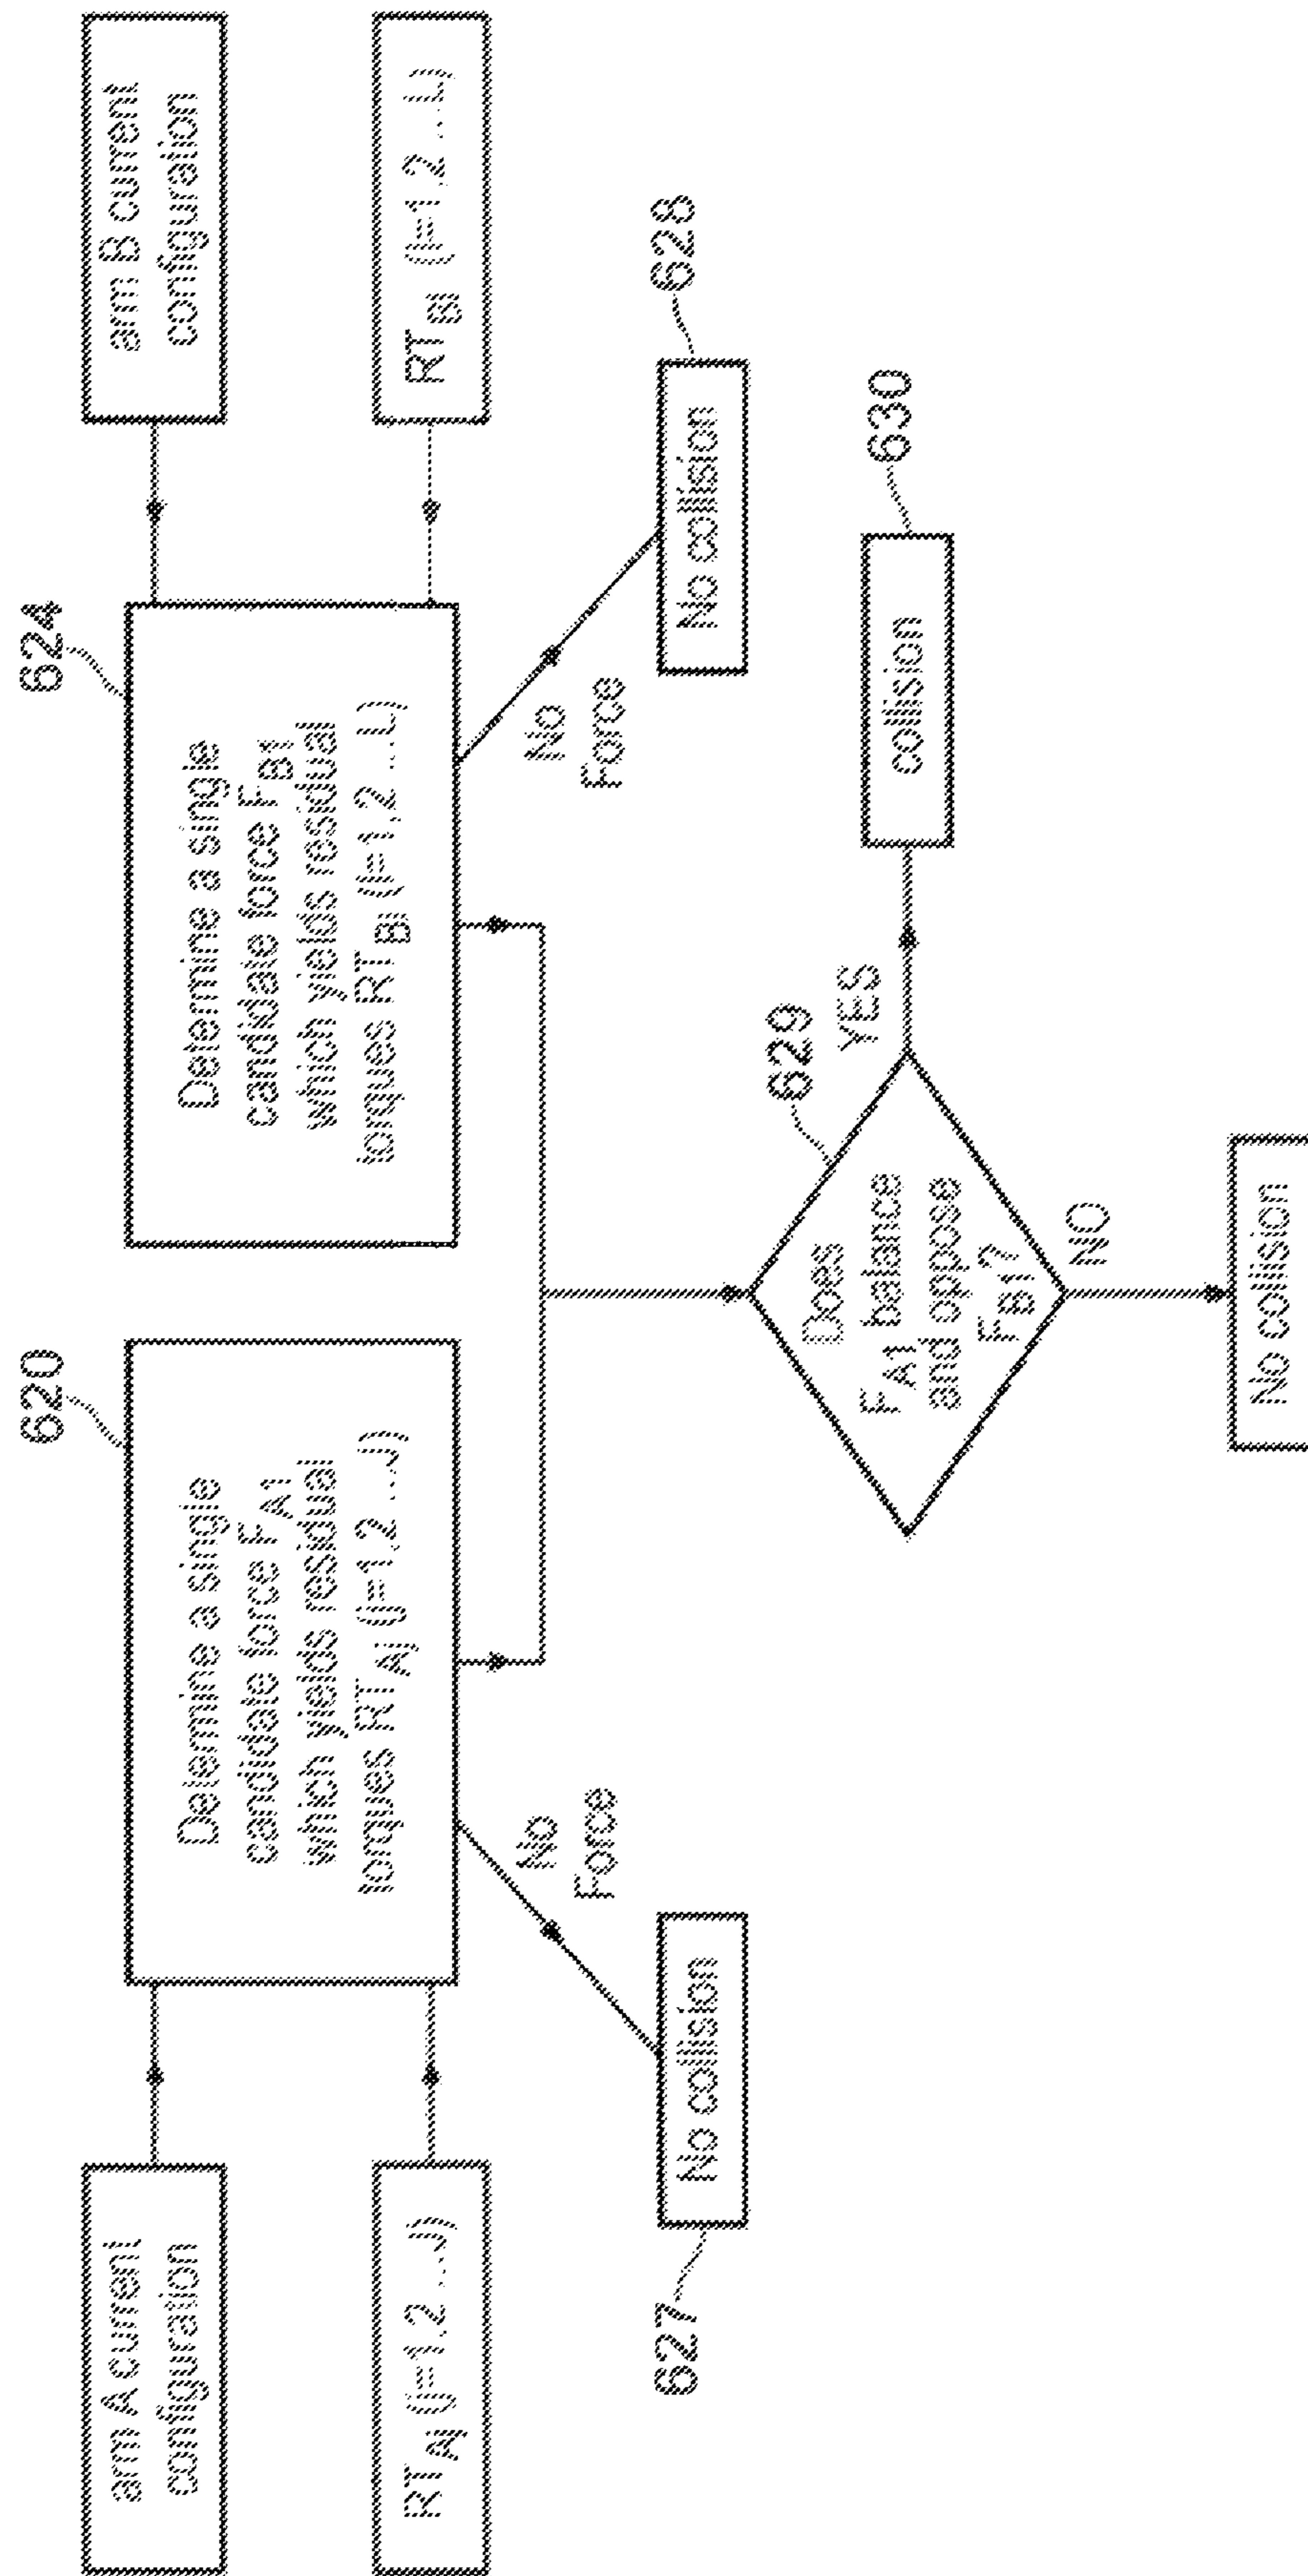 arm A current
configuration
RT Aj (j=1,2 ...J)
620
Determine a single
candidate force F A1
which yields residual
torques RT Aj (j=1,2 ...J)
624
Determine a single
candidate force F B1
which yields residual
torques RT Bl (l=1,2 ...L)
arm B current
configuration
RT Bl (l=1,2 ...L)
No
Force
No collision
627
No
Force
No collision
628
629
Does
F A1 balance
and oppose
F B1?
YES
collision
630
NO
No collision